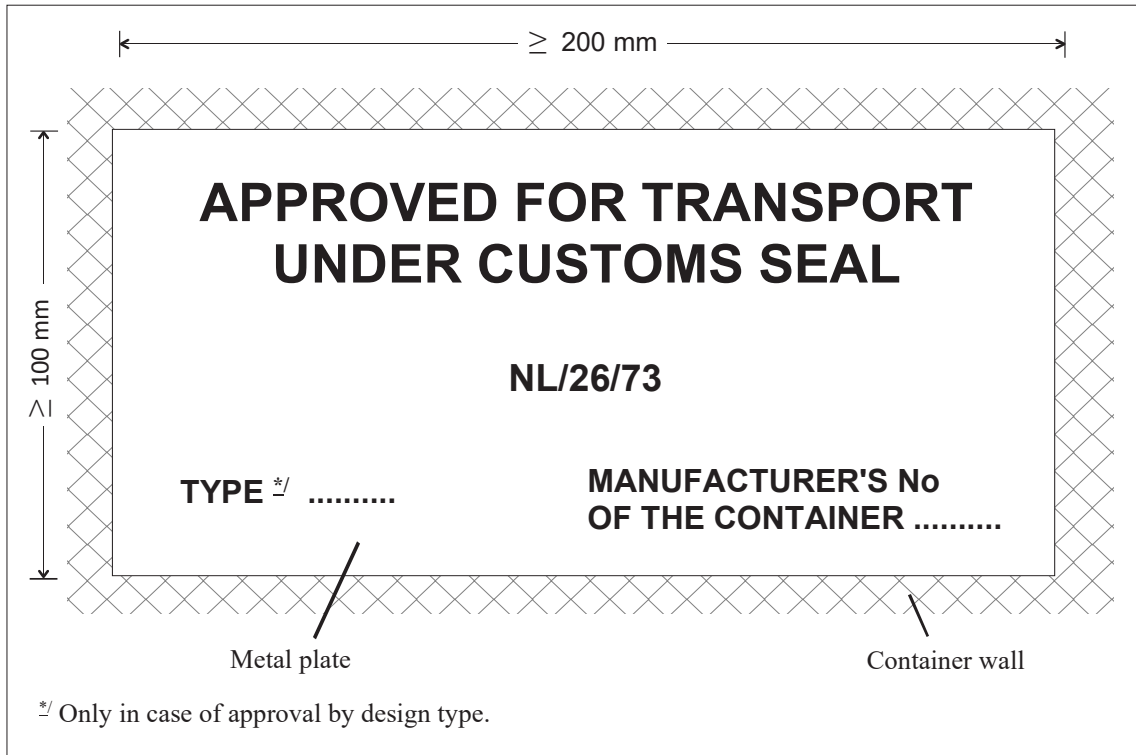 ≥ 200 mm
≥ 100 mm
APPROVED FOR TRANSPORT
UNDER CUSTOMS SEAL
NL/26/73
TYPE */ ..........
MANUFACTURER'S No
OF THE CONTAINER ..........
Metal plate
Container wall
*/ Only in case of approval by design type.